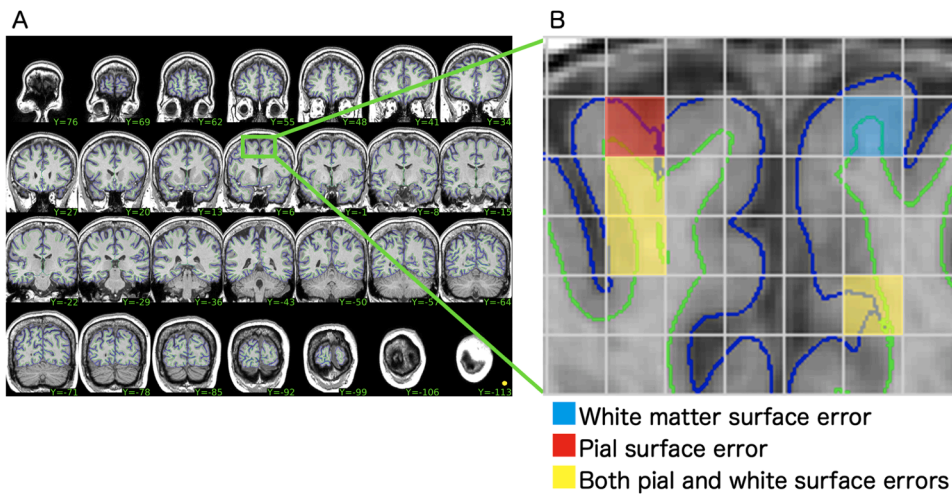 A
B
Y=76 Y=69 Y=62 Y=55 Y=48 Y=41 Y=34
Y=27 Y=20 Y=13 Y=6 Y=-1 Y=-8 Y=-15
Y=-22 Y=-29 Y=-36 Y=-43 Y=-50 Y=-57 Y=-64
Y=-71 Y=-78 Y=-85 Y=-92 Y=-99 Y=-106 Y=-113
White matter surface error
Pial surface error
Both pial and white surface errors